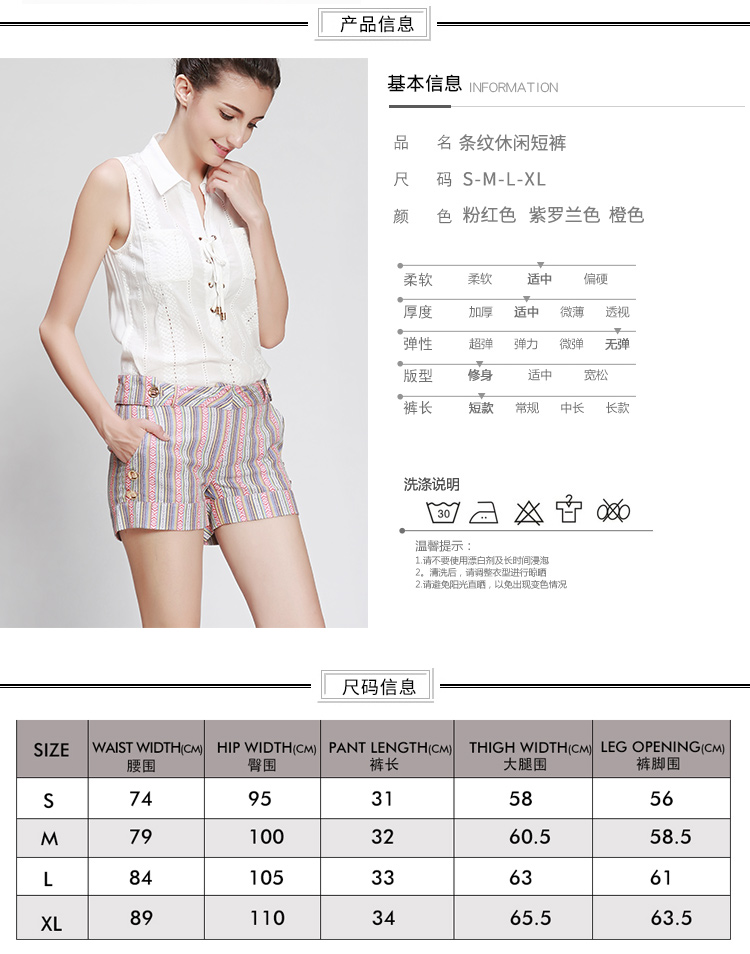 产品信息
基本信息 INFORMATION
品 名 条纹休闲短裤
尺 码 S-M-L-XL
颜 色 粉红色 紫罗兰色 橙色
柔软 柔软 适中 偏硬
厚度 加厚 适中 微薄 透视
弹性 超弹 弹力 微弹 无弹
版型 修身 适中 宽松
裤长 短款 常规 中长 长款
洗涤说明
30
温馨提示：
1.请不要使用漂白剂及长时间浸泡
2。清洗后，请调整衣型进行晾晒
2.请避免阳光直晒，以免出现变色情况
尺码信息
SIZE WAIST WIDTH(CM) HIP WIDTH(CM) PANT LENGTH(CM) THIGH WIDTH(CM) LEG OPENING(CM)
腰围 臀围 裤长 大腿围 裤脚围
S 74 95 31 58 56
M 79 100 32 60.5 58.5
L 84 105 33 63 61
XL 89 110 34 65.5 63.5